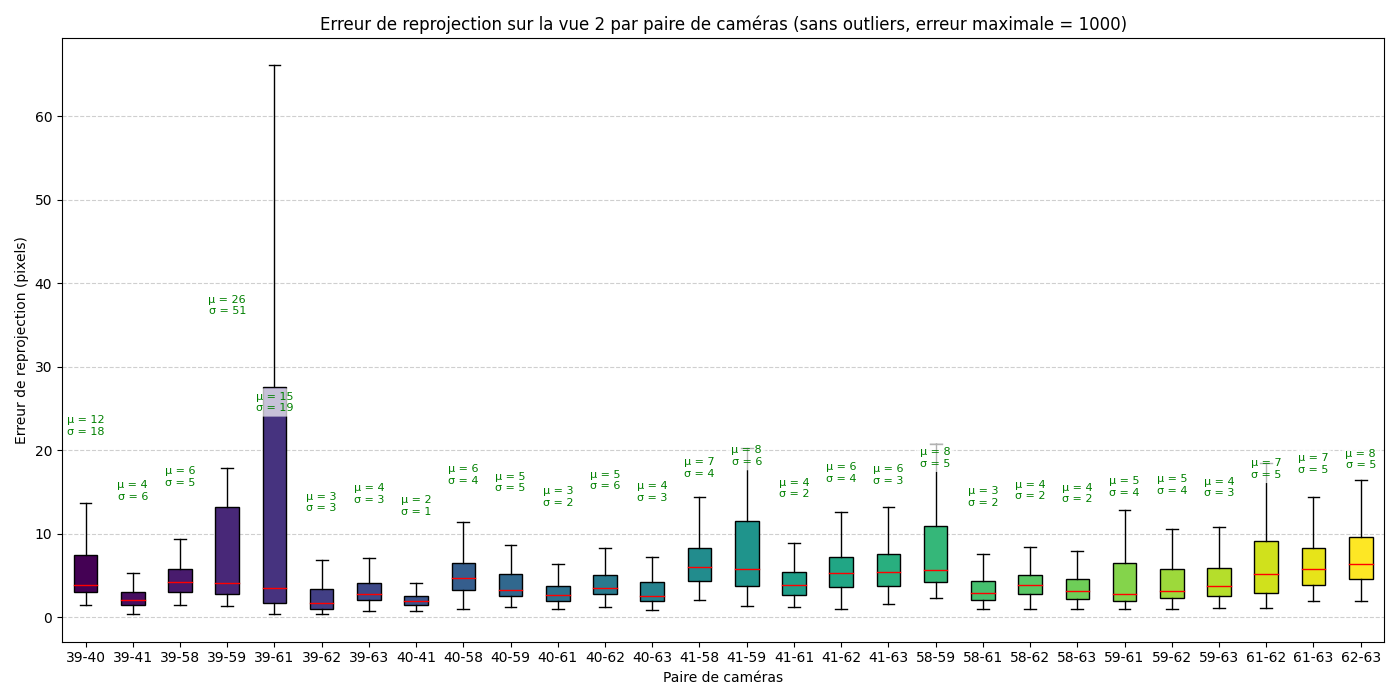 Erreur de reprojection sur la vue 2 par paire de caméras (sans outliers, erreur maximale = 1000)
Erreur de reprojection (pixels)
60
50
40
30
20
10
0
μ = 12
σ = 18
μ = 4
σ = 6
μ = 6
σ = 5
μ = 26
σ = 51
μ = 15
σ = 19
μ = 3
σ = 3
μ = 4
σ = 3
μ = 2
σ = 1
μ = 6
σ = 4
μ = 5
σ = 5
μ = 3
σ = 2
μ = 5
σ = 6
μ = 4
σ = 3
μ = 7
σ = 4
μ = 8
σ = 6
μ = 4
σ = 2
μ = 6
σ = 4
μ = 6
σ = 3
μ = 8
σ = 5
μ = 3
σ = 2
μ = 4
σ = 2
μ = 4
σ = 2
μ = 5
σ = 4
μ = 5
σ = 4
μ = 4
σ = 3
μ = 7
σ = 5
μ = 7
σ = 5
μ = 8
σ = 5
39-40 39-41 39-58 39-59 39-61 39-62 39-63 40-41 40-58 40-59 40-61 40-62 40-63 41-58 41-59 41-61 41-62 41-63 58-59 58-61 58-62 58-63 59-61 59-62 59-63 61-62 61-63 62-63
Paire de caméras